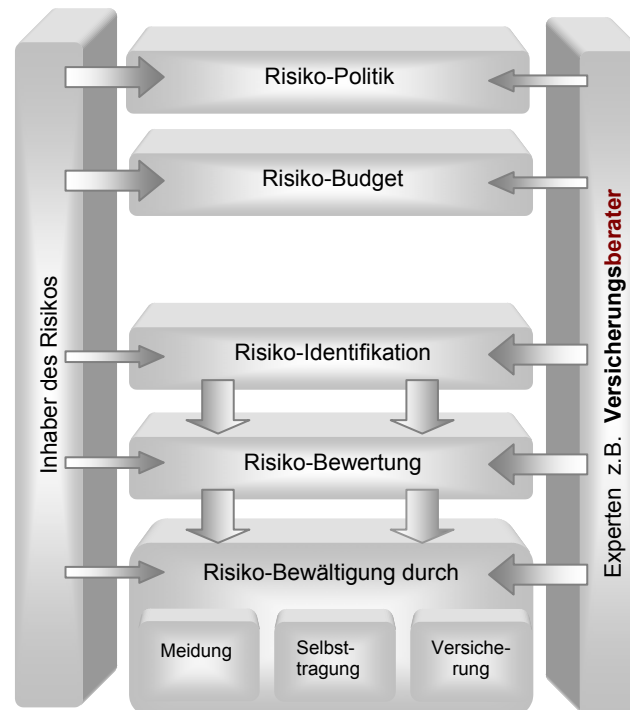 Risiko-Politik
Risiko-Budget
Inhaber des Risikos
Experten z.B. Versicherungsberater
Risiko-Identifikation
Risiko-Bewertung
Risiko-Bewältigung durch
Meidung
Selbst-
tragung
Versiche-
rung